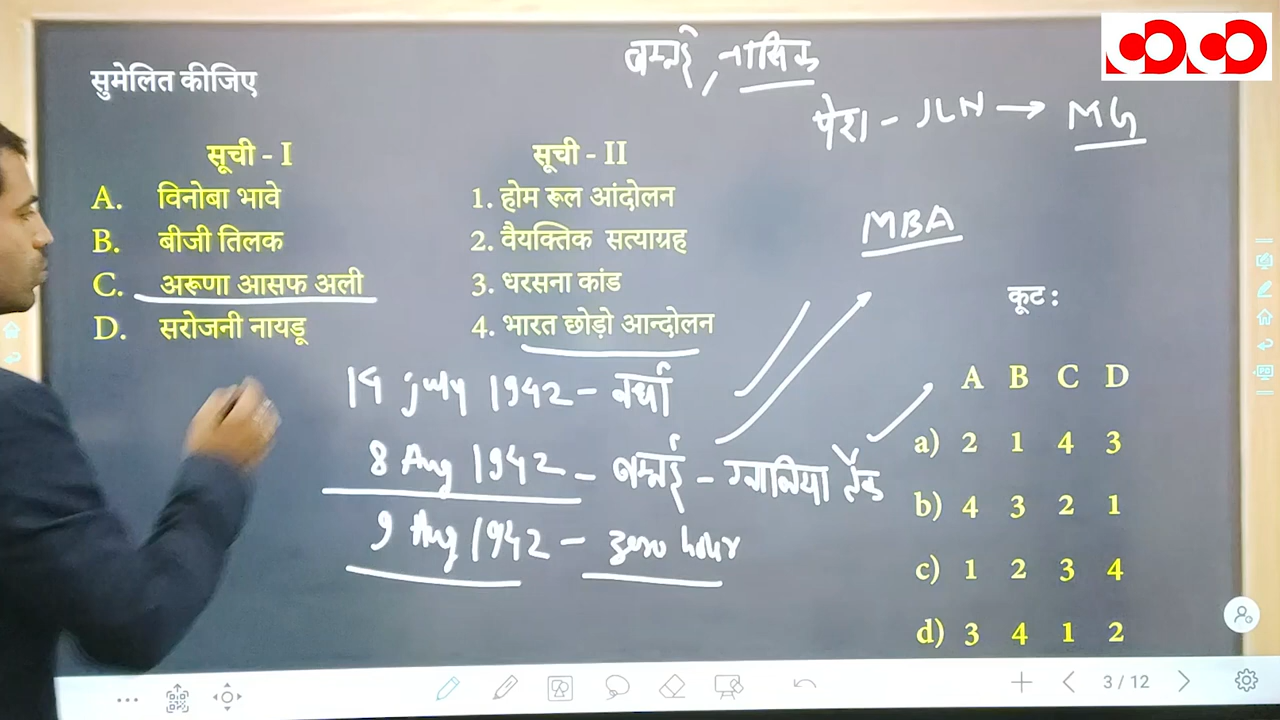 बम्बई, नासिक
सुमेलित कीजिए
पेश - JLN → MG
सूची - I सूची - II
A. विनोबा भावे 1. होम रूल आंदोलन
MBA
B. बीजी तिलक 2. वैयक्तिक सत्याग्रह
C. अरूणा आसफ अली 3. धरसना कांड
कूट :
D. सरोजनी नायडू 4. भारत छोड़ो आन्दोलन
14 july 1942 - वर्धा
A B C D
8 Aug 1942 - बम्बई - ग्वालिया टैंक
a) 2 1 4 3
b) 4 3 2 1
9 Aug 1942 - zero hour
c) 1 2 3 4
d) 3 4 1 2
3 / 12